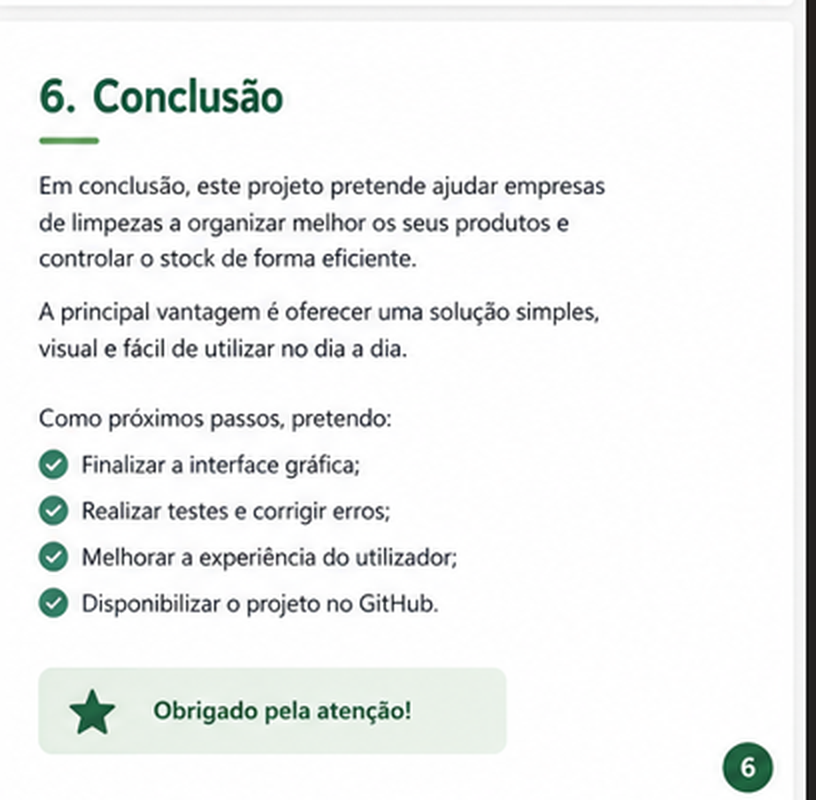 6. Conclusão
Em conclusão, este projeto pretende ajudar empresas
de limpezas a organizar melhor os seus produtos e
controlar o stock de forma eficiente.
A principal vantagem é oferecer uma solução simples,
visual e fácil de utilizar no dia a dia.
Como próximos passos, pretendo:
Finalizar a interface gráfica;
Realizar testes e corrigir erros;
Melhorar a experiência do utilizador;
Disponibilizar o projeto no GitHub.
Obrigado pela atenção!
6